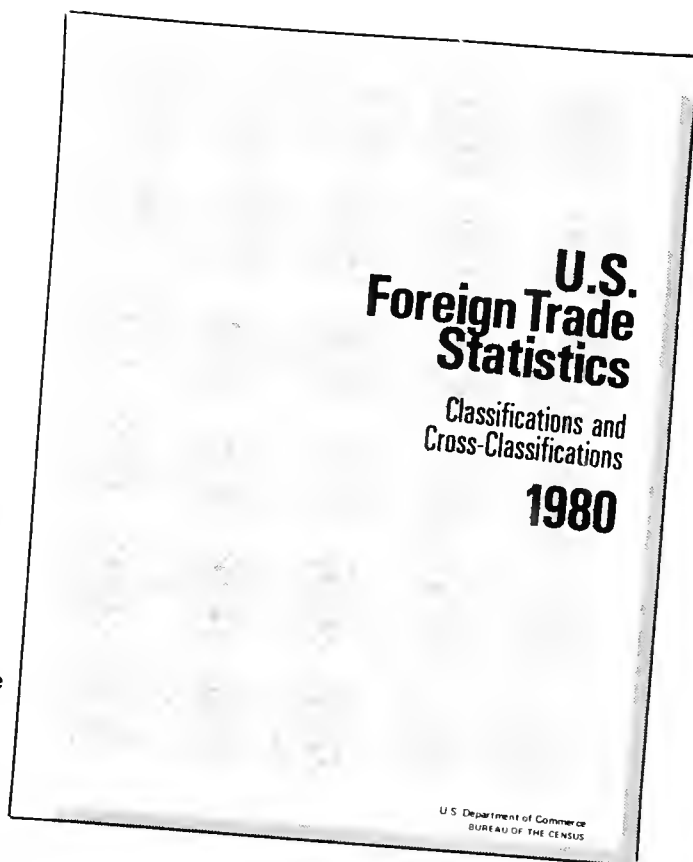 U.S.
Foreign Trade
Statistics
Classifications and
Cross-Classifications
1980
U.S. Department of Commerce
BUREAU OF THE CENSUS